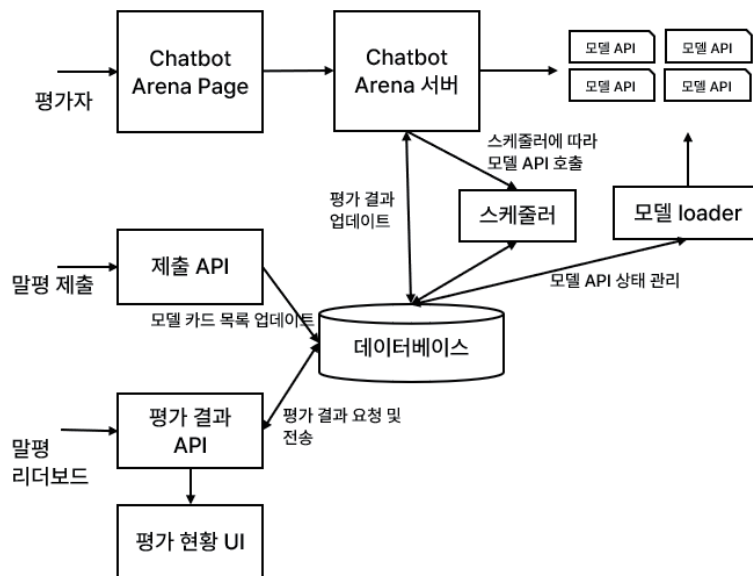 Chatbot
Arena Page
Chatbot
Arena 서버
모델 API
모델 API
모델 API
모델 API
평가자
스케줄러에 따라
모델 API 호출
평가 결과
업데이트
스케줄러
모델 loader
제출 API
말평 제출
모델 API 상태 관리
모델 카드 목록 업데이트
데이터베이스
평가 결과
API
평가 결과 요청 및
전송
말평
리더보드
평가 현황 UI